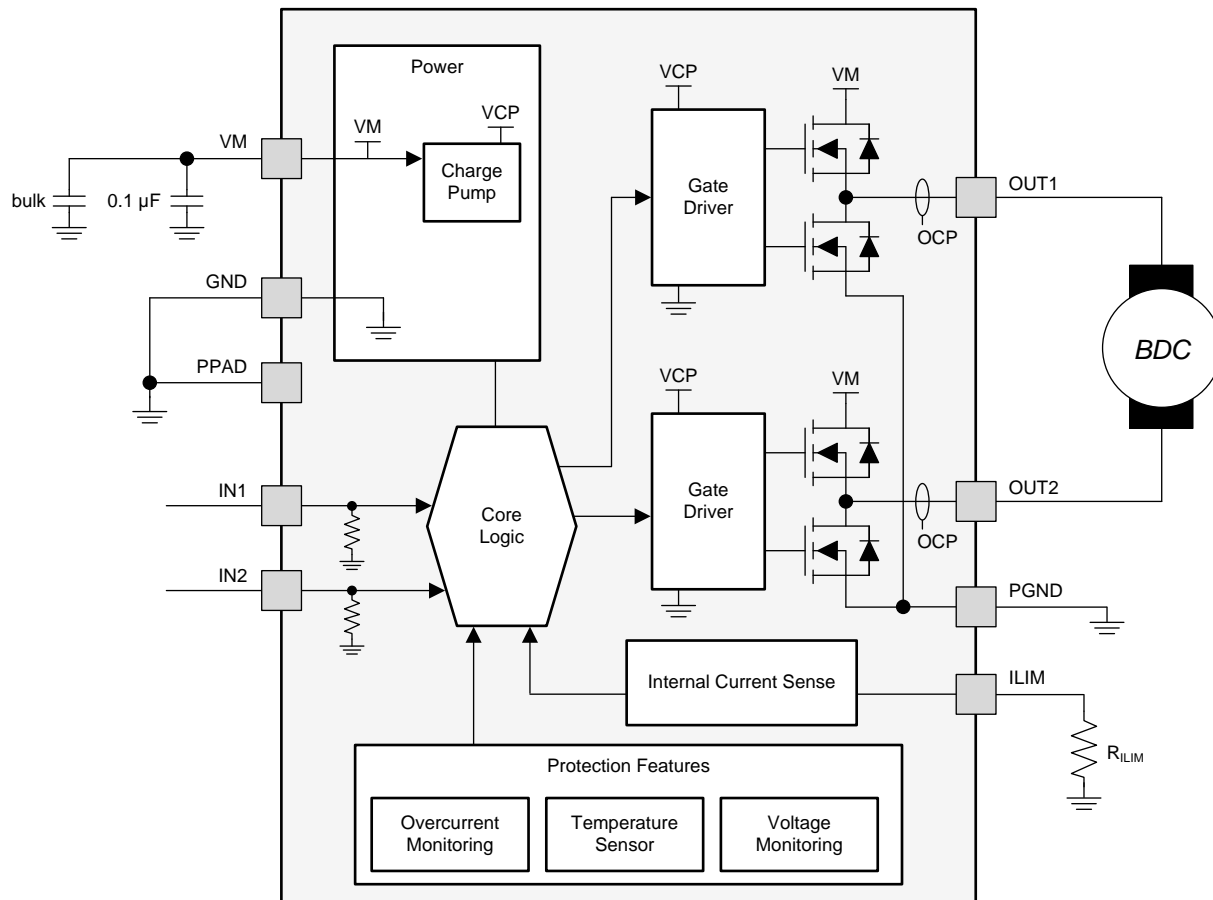 Power
VCP
VM
VM
VCP
VM
Charge
Pump
Gate
Driver
OUT1
bulk
0.1 µF
OCP
GND
BDC
PPAD
VCP
VM
IN1
Core
Logic
Gate
Driver
OUT2
OCP
IN2
PGND
Internal Current Sense
ILIM
RILIM
Protection Features
Overcurrent
Monitoring
Temperature
Sensor
Voltage
Monitoring